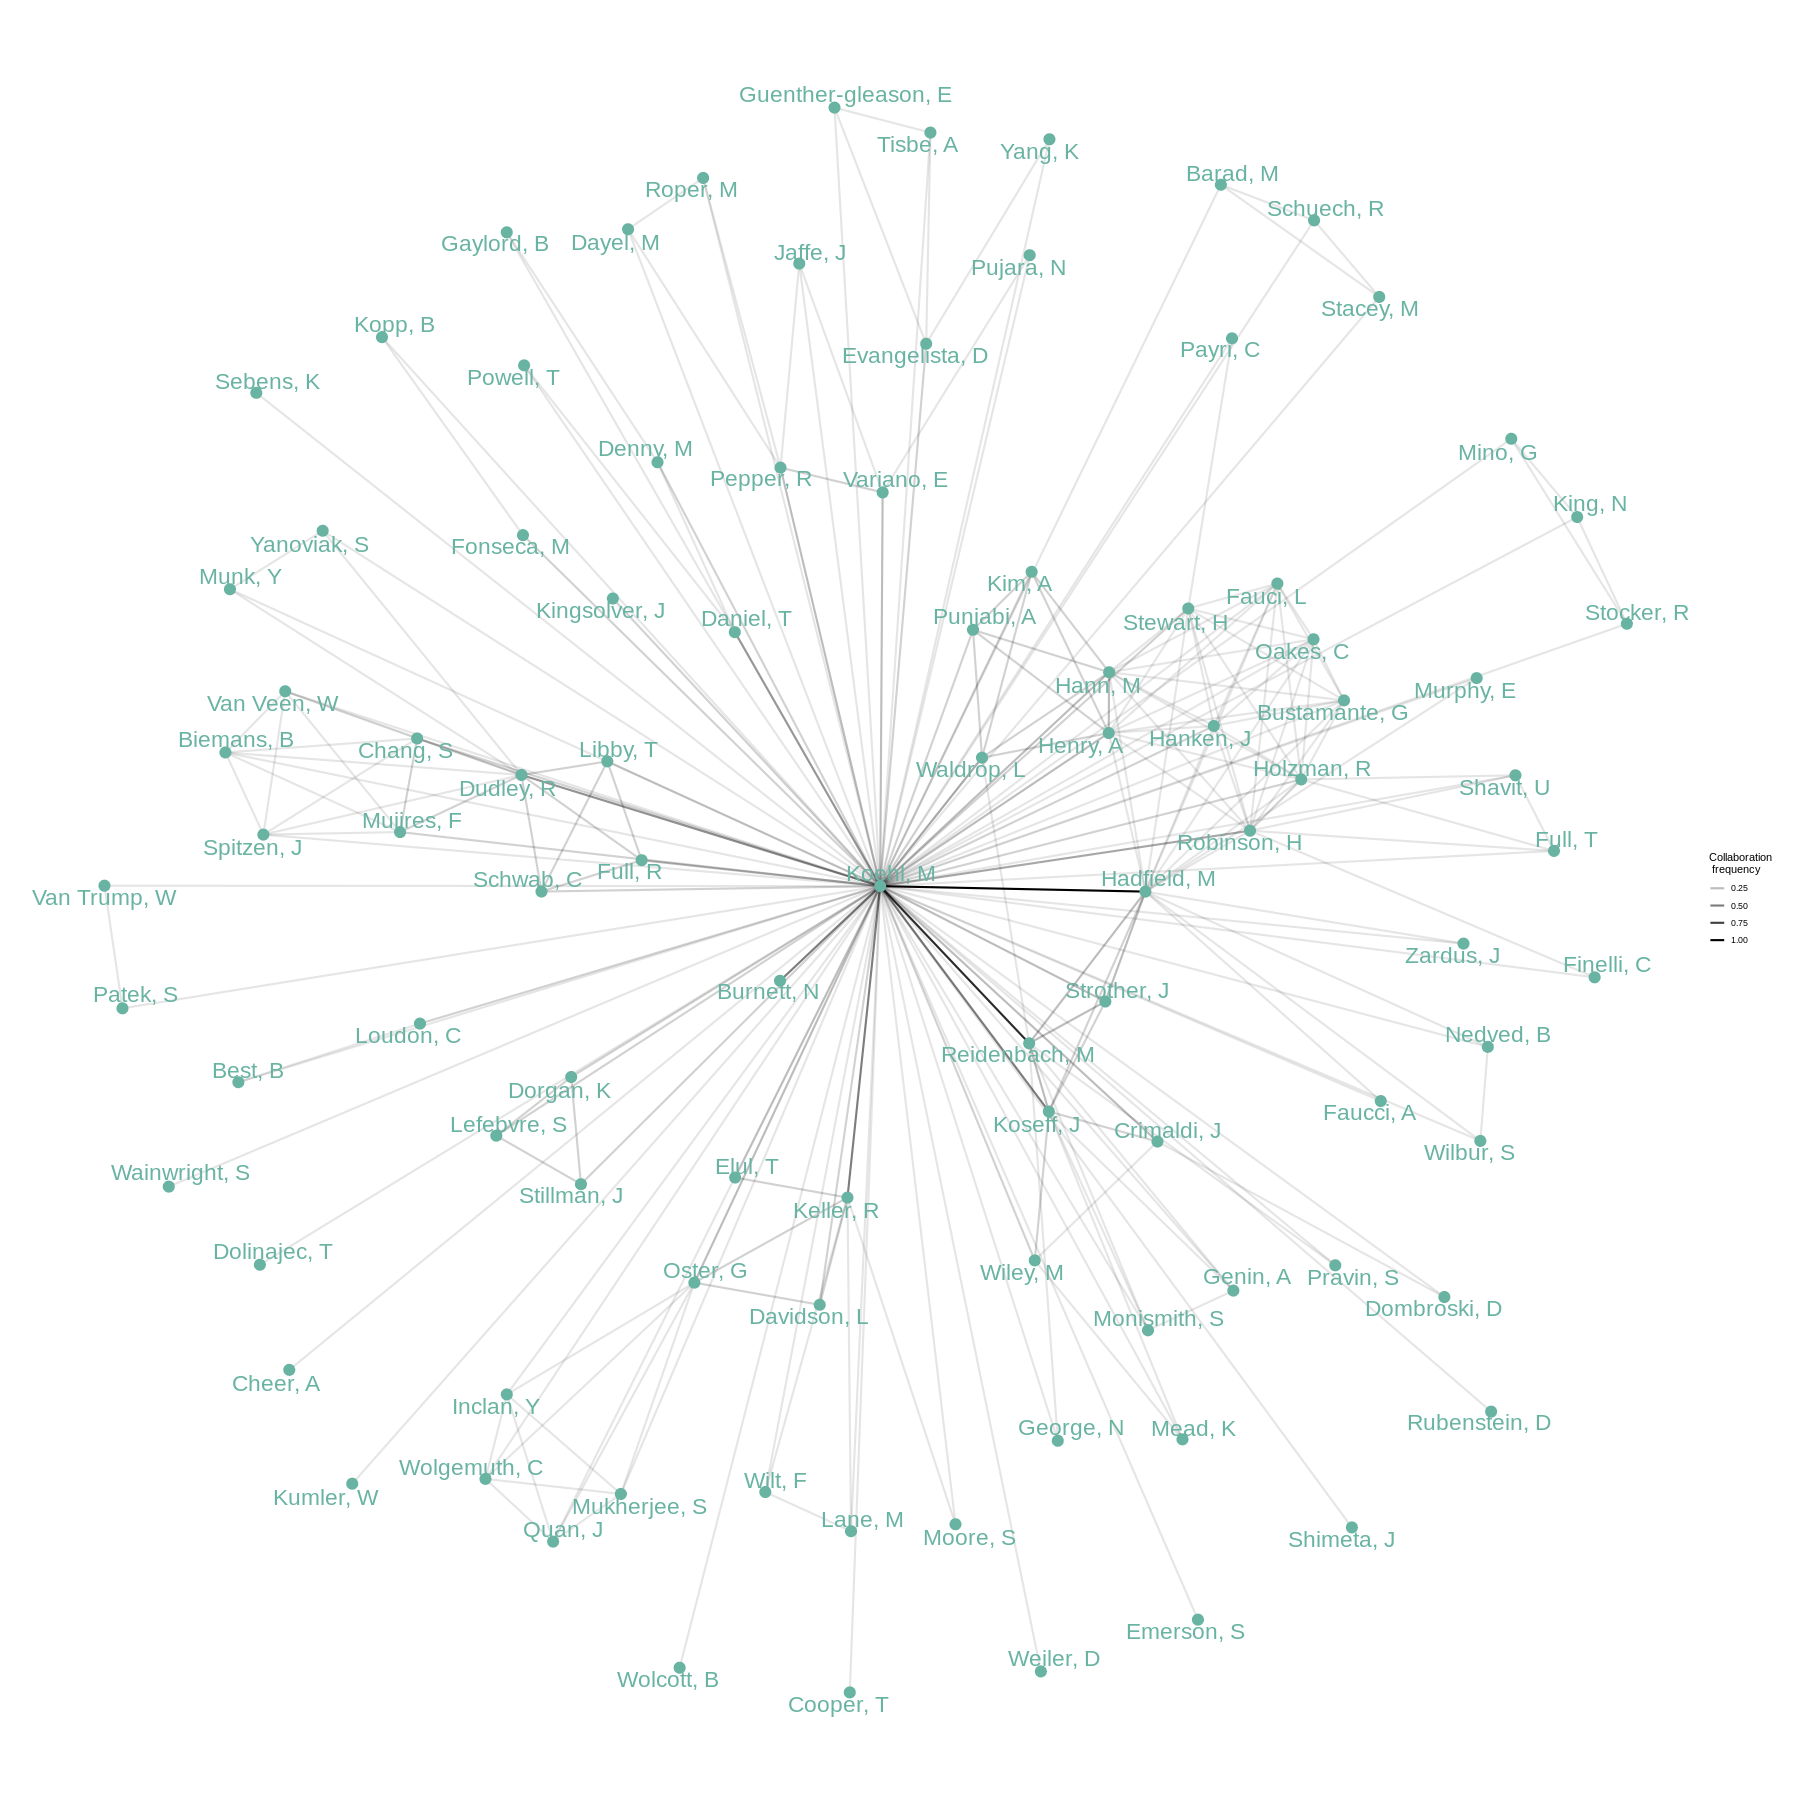 Guenther-gleason, E
Tisbe, A
Yang, K
Barad, M
Roper, M
Schuech, R
Gaylord, B
Dayel, M
Jaffe, J
Pujara, N
Stacey, M
Kopp, B
Payri, C
Evangelista, D
Sebens, K
Powell, T
Denny, M
Mino, G
Pepper, R
Variano, E
King, N
Yanoviak, S
Fonseca, M
Munk, Y
Kim, A
Fauci, L
Kingsolver, J
Daniel, T
Punjabi, A
Stewart, H
Stocker, R
Oakes, C
Van Veen, W
Hann, M
Murphy, E
Bustamante, G
Biemans, B
Chang, S
Libby, T
Henry, A
Hanken, J
Waldrop, L
Holzman, R
Dudley, R
Shavit, U
Mujires, F
Spitzen, J
Robinson, H
Full, T
Collaboration
frequency
Full, R
Schwab, C
Koehl, M
Hadfield, M
0.25
Van Trump, W
0.50
0.75
1.00
Zardus, J
Finelli, C
Patek, S
Burnett, N
Strother, J
Loudon, C
Nedved, B
Reidenbach, M
Best, B
Dorgan, K
Faucci, A
Lefebvre, S
Koseff, J
Crimaldi, J
Wilbur, S
Wainwright, S
Elul, T
Stillman, J
Keller, R
Dolinajec, T
Oster, G
Wiley, M
Genin, A
Pravin, S
Davidson, L
Monismith, S
Dombroski, D
Cheer, A
Inclan, Y
George, N
Mead, K
Rubenstein, D
Wolgemuth, C
Wilt, F
Kumler, W
Mukherjee, S
Lane, M
Quan, J
Moore, S
Shimeta, J
Emerson, S
Weiler, D
Wolcott, B
Cooper, T